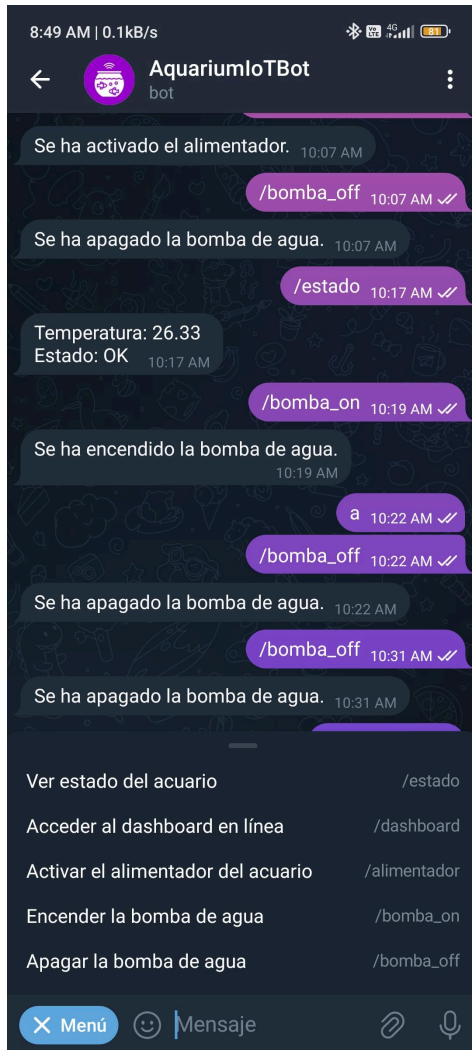 8:49 AM | 0.1kB/s
Vo LTE 4G 81
AquariumIoTBot
bot
Se ha activado el alimentador. 10:07 AM
/bomba_off 10:07 AM
Se ha apagado la bomba de agua. 10:07 AM
/estado 10:17 AM
Temperatura: 26.33
Estado: OK 10:17 AM
/bomba_on 10:19 AM
Se ha encendido la bomba de agua.
10:19 AM
a 10:22 AM
/bomba_off 10:22 AM
Se ha apagado la bomba de agua. 10:22 AM
/bomba_off 10:31 AM
Se ha apagado la bomba de agua. 10:31 AM
Ver estado del acuario /estado
Acceder al dashboard en línea /dashboard
Activar el alimentador del acuario /alimentador
Encender la bomba de agua /bomba_on
Apagar la bomba de agua /bomba_off
Menú Mensaje